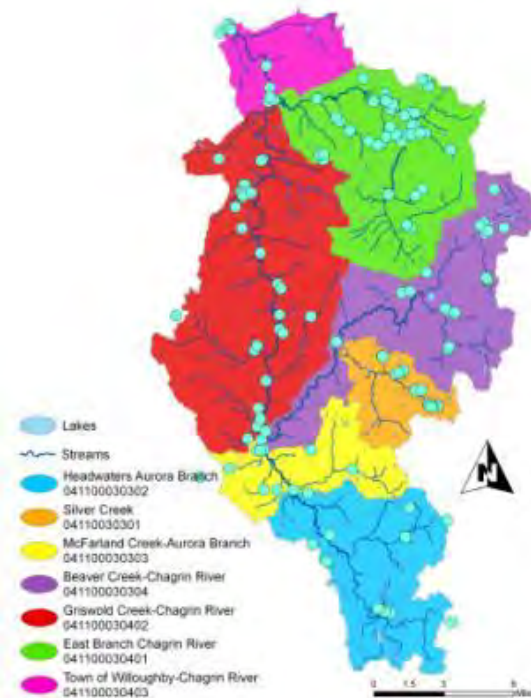 Lakes
Streams
Headwaters Aurora Branch
041100030302
Silver Creek
04110030301
McFarland Creek-Aurora Branch
041100030303
Beaver Creek-Chagrin River
041100030304
Griswold Creek-Chagrin River
041100030402
East Branch Chagrin River
041100030401
Town of Willoughby-Chagrin River
041100030403
N
0 1.5 3 6